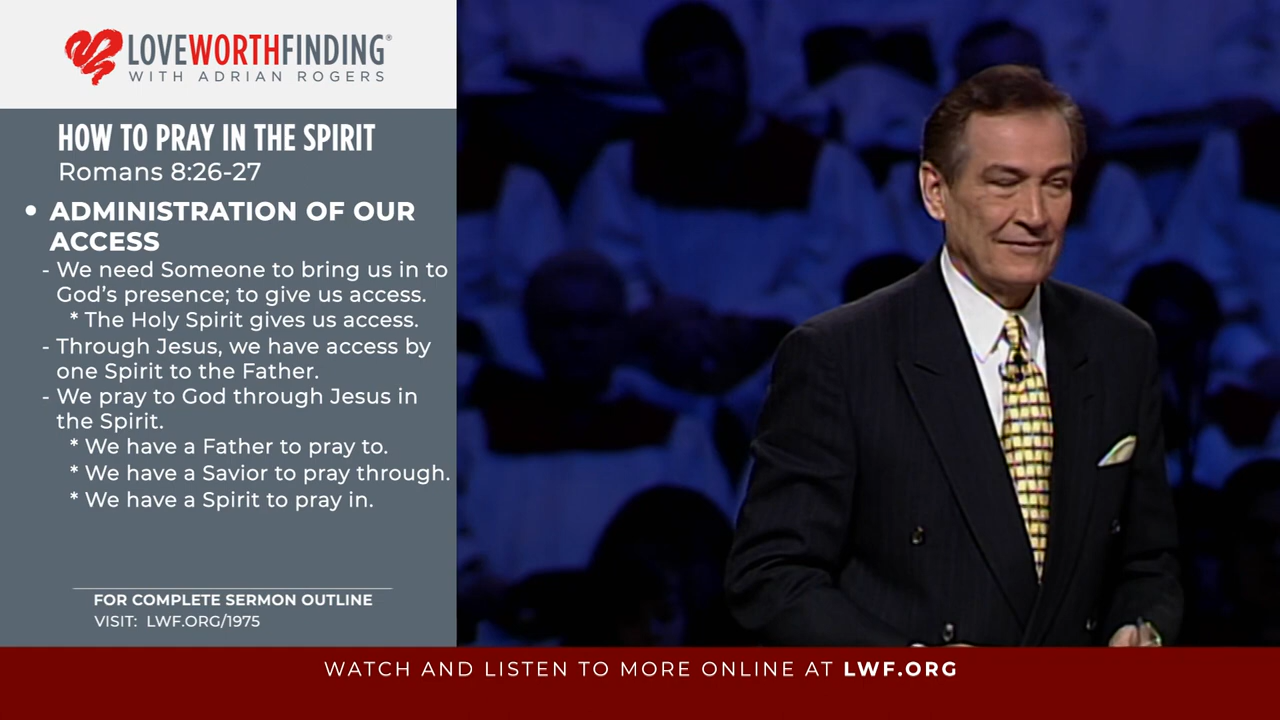 LOVEWORTHFINDING®
WITH ADRIAN ROGERS
HOW TO PRAY IN THE SPIRIT
Romans 8:26-27
• ADMINISTRATION OF OUR
ACCESS
- We need Someone to bring us in to
God's presence; to give us access.
* The Holy Spirit gives us access.
- Through Jesus, we have access by
one Spirit to the Father.
- We pray to God through Jesus in
the Spirit.
* We have a Father to pray to.
* We have a Savior to pray through.
* We have a Spirit to pray in.
FOR COMPLETE SERMON OUTLINE
VISIT: LWF.ORG/1975
WATCH AND LISTEN TO MORE ONLINE AT LWF.ORG